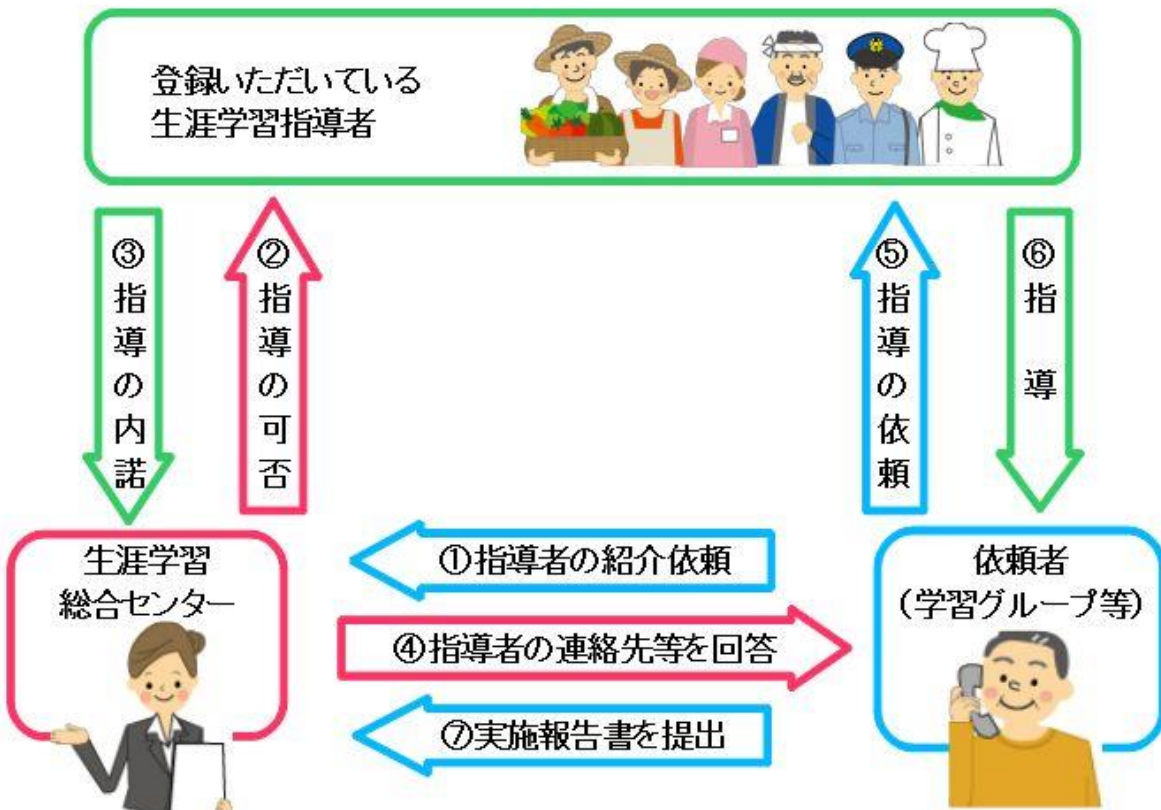 登録いただいている
生涯学習指導者
③指導の内諾
②指導の可否
⑤指導の依頼
⑥指導
生涯学習
総合センター
①指導者の紹介依頼
④指導者の連絡先等を回答
⑦実施報告書を提出
依頼者
(学習グループ等)